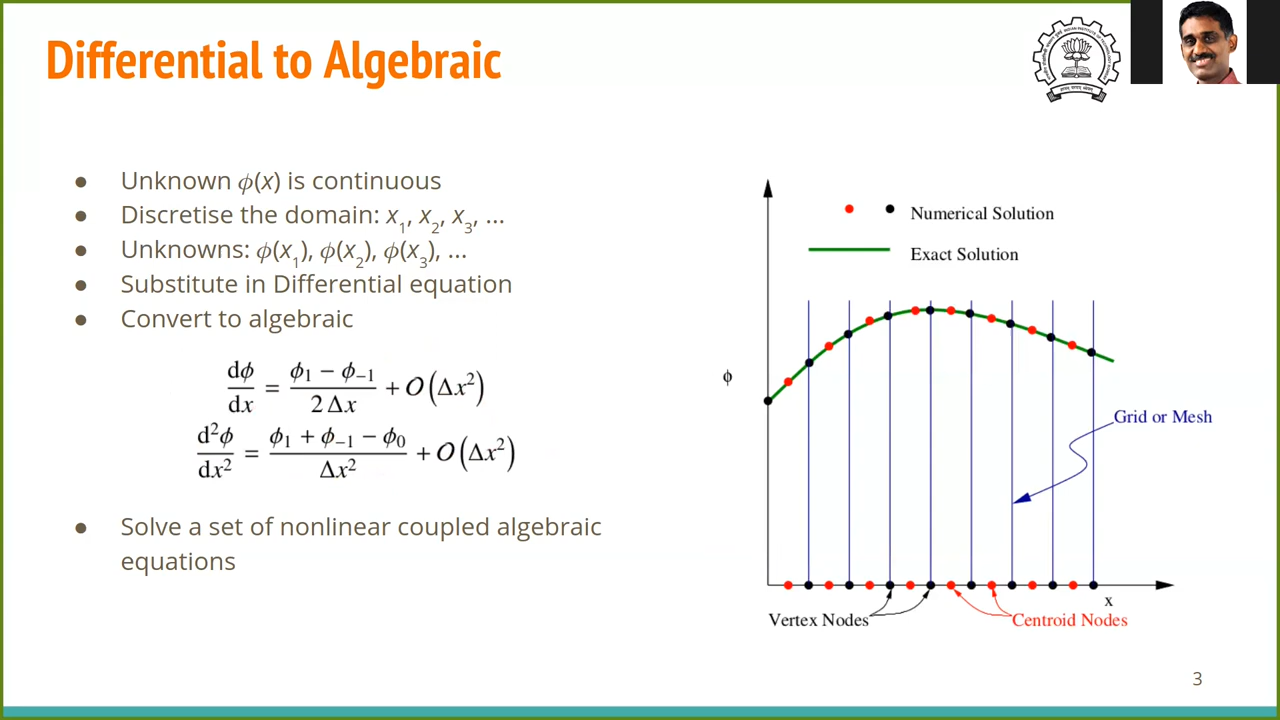 Differential to Algebraic
● Unknown ϕ(x) is continuous
● Discretise the domain: x₁, x₂, x₃, ...
● Unknowns: ϕ(x₁), ϕ(x₂), ϕ(x₃), ...
● Substitute in Differential equation
● Convert to algebraic
dϕ/dx = (ϕ₁ − ϕ₋₁)/(2 Δx) + O(Δx²)
d²ϕ/dx² = (ϕ₁ + ϕ₋₁ − ϕ₀)/Δx² + O(Δx²)
● Solve a set of nonlinear coupled algebraic
equations
Numerical Solution
Exact Solution
ϕ
Grid or Mesh
x
Vertex Nodes
Centroid Nodes
3